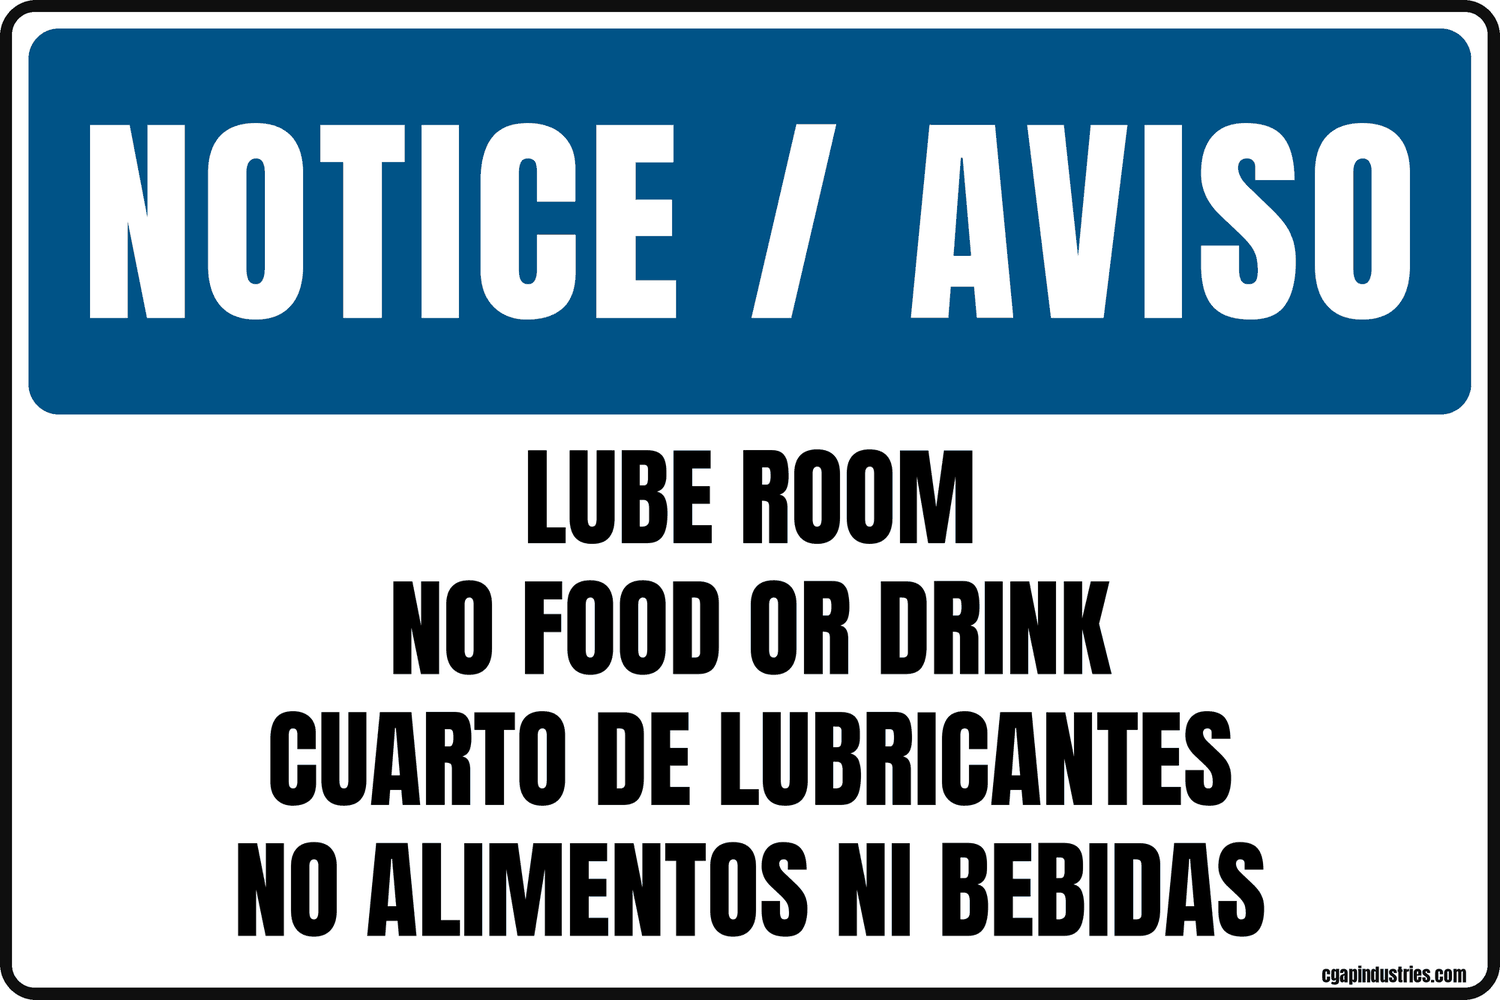 NOTICE / AVISO
LUBE ROOM
NO FOOD OR DRINK
CUARTO DE LUBRICANTES
NO ALIMENTOS NI BEBIDAS
cgapindustries.com